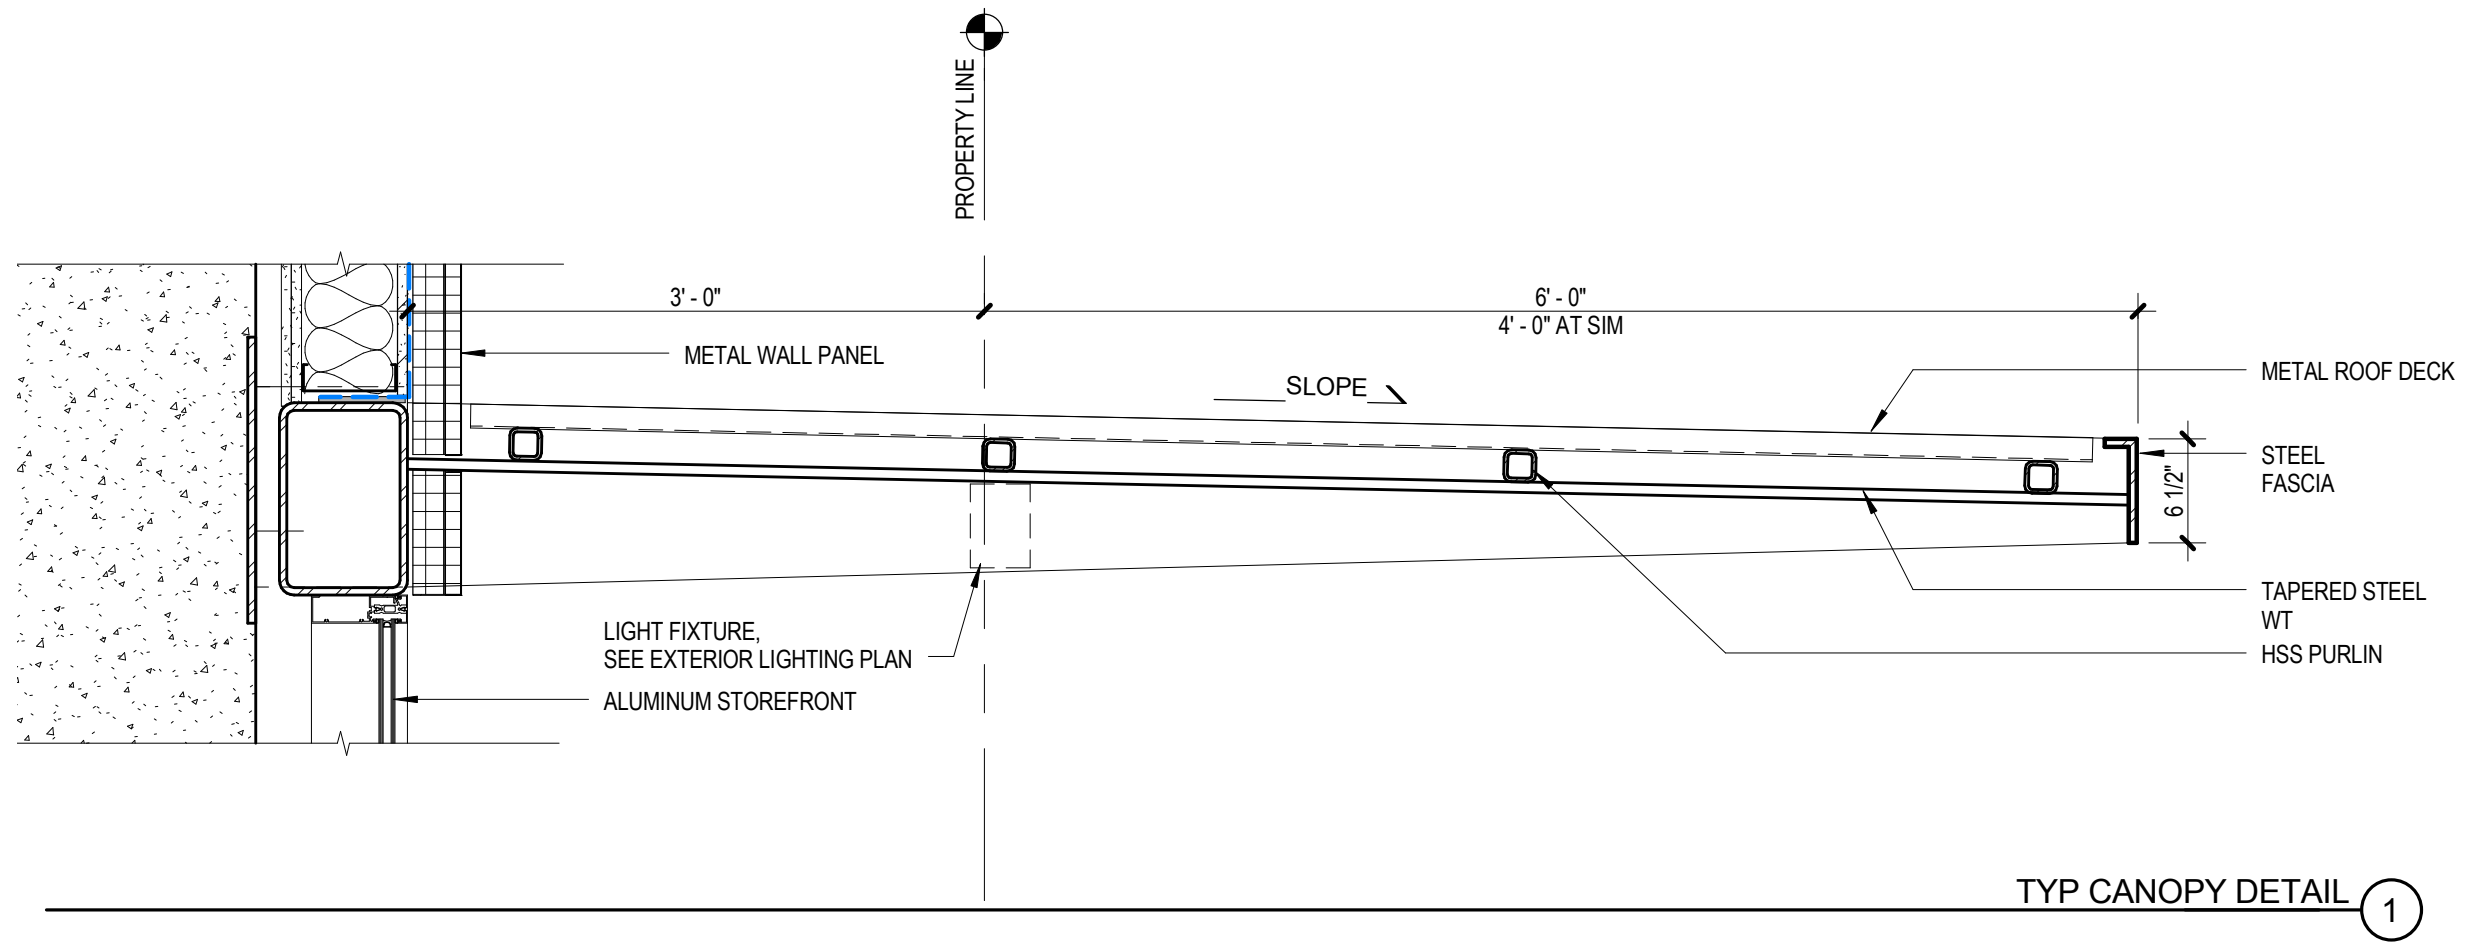 PROPERTY LINE
3' - 0"
6' - 0"
4' - 0" AT SIM
METAL WALL PANEL
METAL ROOF DECK
SLOPE
STEEL
FASCIA
6 1/2"
TAPERED STEEL
WT
LIGHT FIXTURE,
SEE EXTERIOR LIGHTING PLAN
HSS PURLIN
ALUMINUM STOREFRONT
TYP CANOPY DETAIL
1